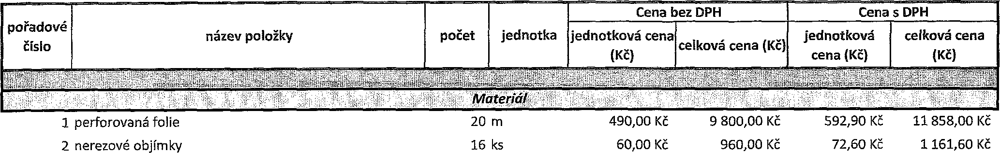 pořadové číslo název položky počet jednotka Cena bez DPH Cena s DPH
jednotková cena (Kč) celková cena (Kč) jednotková cena (Kč) celková cena (Kč)
Materiál
1 perforovaná folie 20 m 490,00 Kč 9 800,00 Kč 592,90 Kč 11 858,00 Kč
2 nerezové objímky 16 ks 60,00 Kč 960,00 Kč 72,60 Kč 1 161,60 Kč